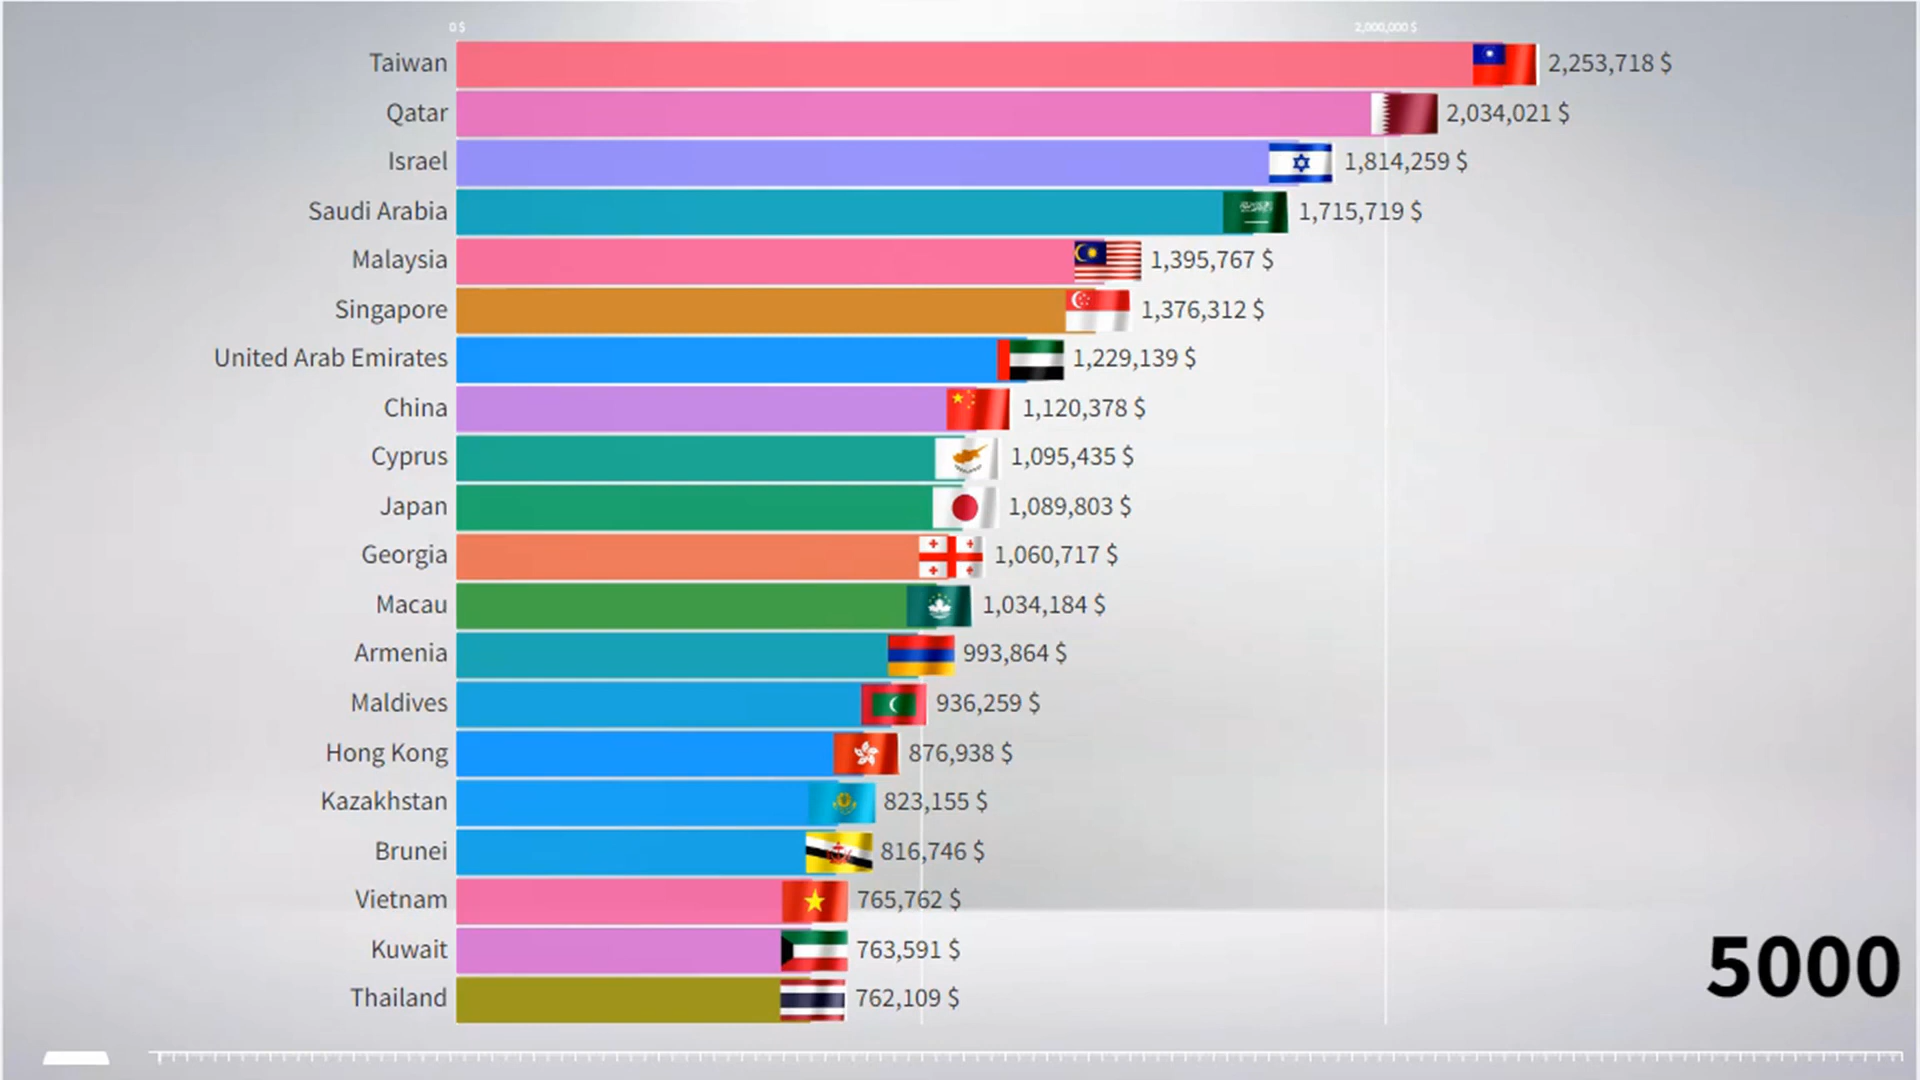 0 $
2,000,000 $
Taiwan 2,253,718 $
Qatar 2,034,021 $
Israel 1,814,259 $
Saudi Arabia 1,715,719 $
Malaysia 1,395,767 $
Singapore 1,376,312 $
United Arab Emirates 1,229,139 $
China 1,120,378 $
Cyprus 1,095,435 $
Japan 1,089,803 $
Georgia 1,060,717 $
Macau 1,034,184 $
Armenia 993,864 $
Maldives 936,259 $
Hong Kong 876,938 $
Kazakhstan 823,155 $
Brunei 816,746 $
Vietnam 765,762 $
Kuwait 763,591 $
Thailand 762,109 $
5000